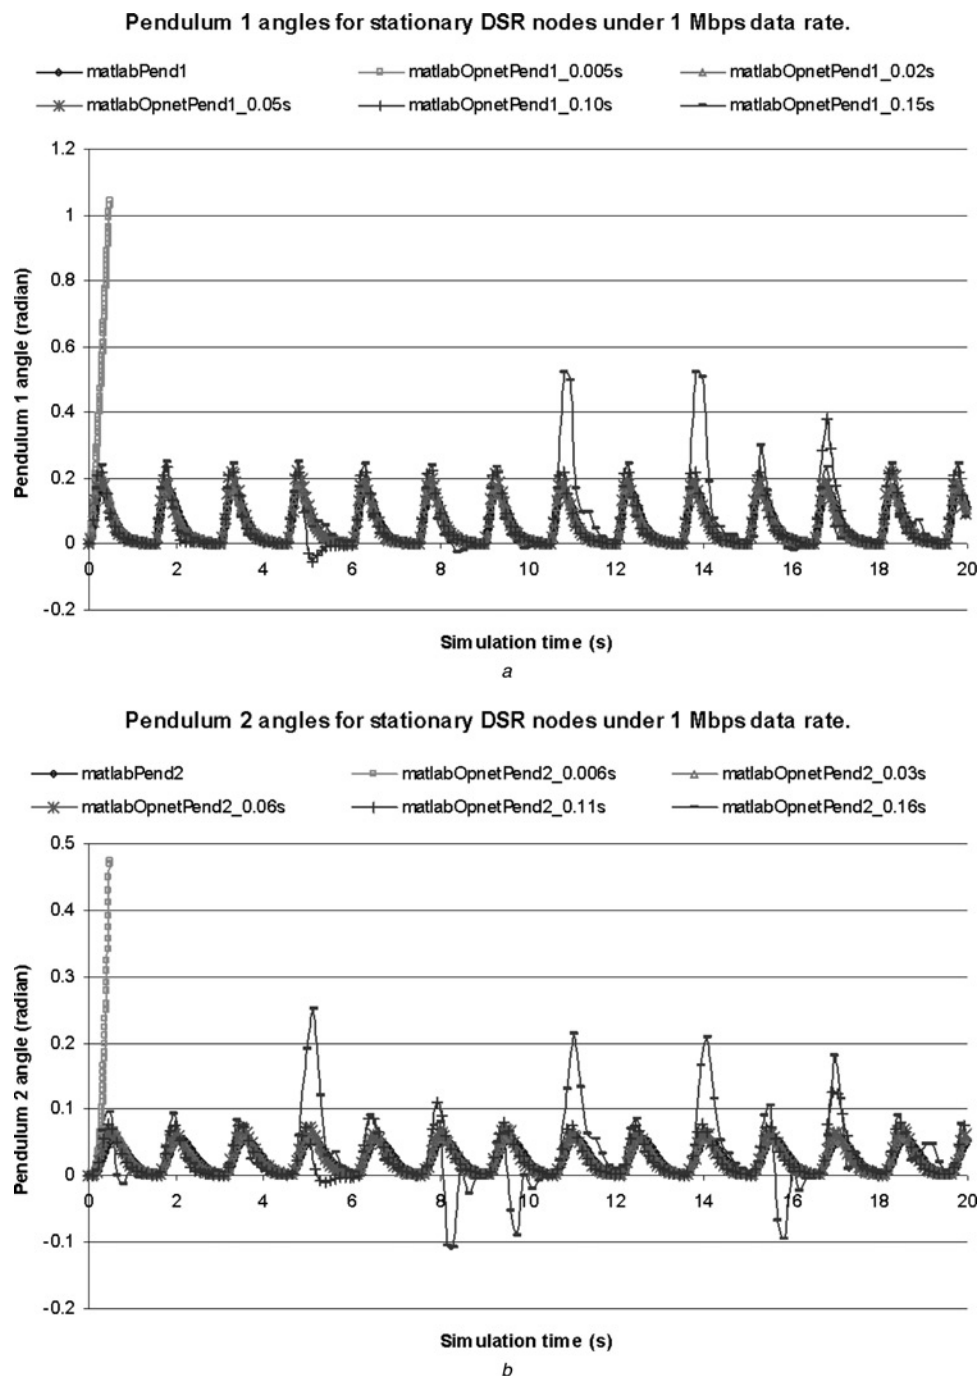 Pendulum 1 angles for stationary DSR nodes under 1 Mbps data rate.
matlabPend1 matlabOpnetPend1_0.005s matlabOpnetPend1_0.02s
matlabOpnetPend1_0.05s matlabOpnetPend1_0.10s matlabOpnetPend1_0.15s
1.2
1
0.8
0.6
0.4
0.2
0
-0.2
Pendulum 1 angle (radian)
0 2 4 6 8 10 12 14 16 18 20
Simulation time (s)
a
Pendulum 2 angles for stationary DSR nodes under 1 Mbps data rate.
matlabPend2 matlabOpnetPend2_0.006s matlabOpnetPend2_0.03s
matlabOpnetPend2_0.06s matlabOpnetPend2_0.11s matlabOpnetPend2_0.16s
0.5
0.4
0.3
0.2
0.1
0
-0.1
-0.2
Pendulum 2 angle (radian)
0 2 4 6 8 10 12 14 16 18 20
Simulation time (s)
b